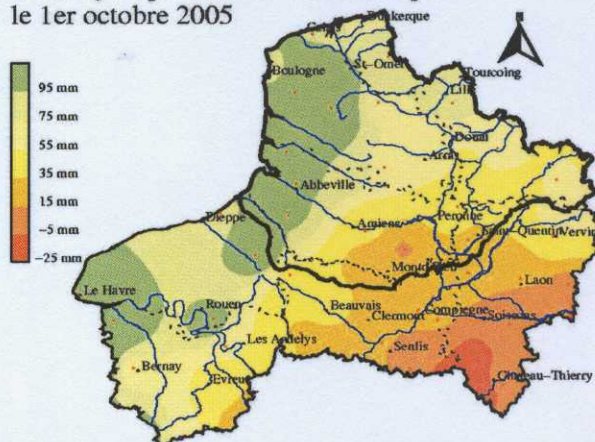 le 1er octobre 2005
N
95 mm
75 mm
55 mm
35 mm
15 mm
−5 mm
−25 mm
Dunkerque
St−Omer
Boulogne
Tourcoing
Lille
Douai
Arras
Abbeville
Dieppe
Amiens
Peronne
Saint−Quentin
Vervins
Le Havre
Rouen
Beauvais
Laon
Clermont
Compiegne
Soissons
Les Andelys
Senlis
Bernay
Evreux
Chateau−Thierry